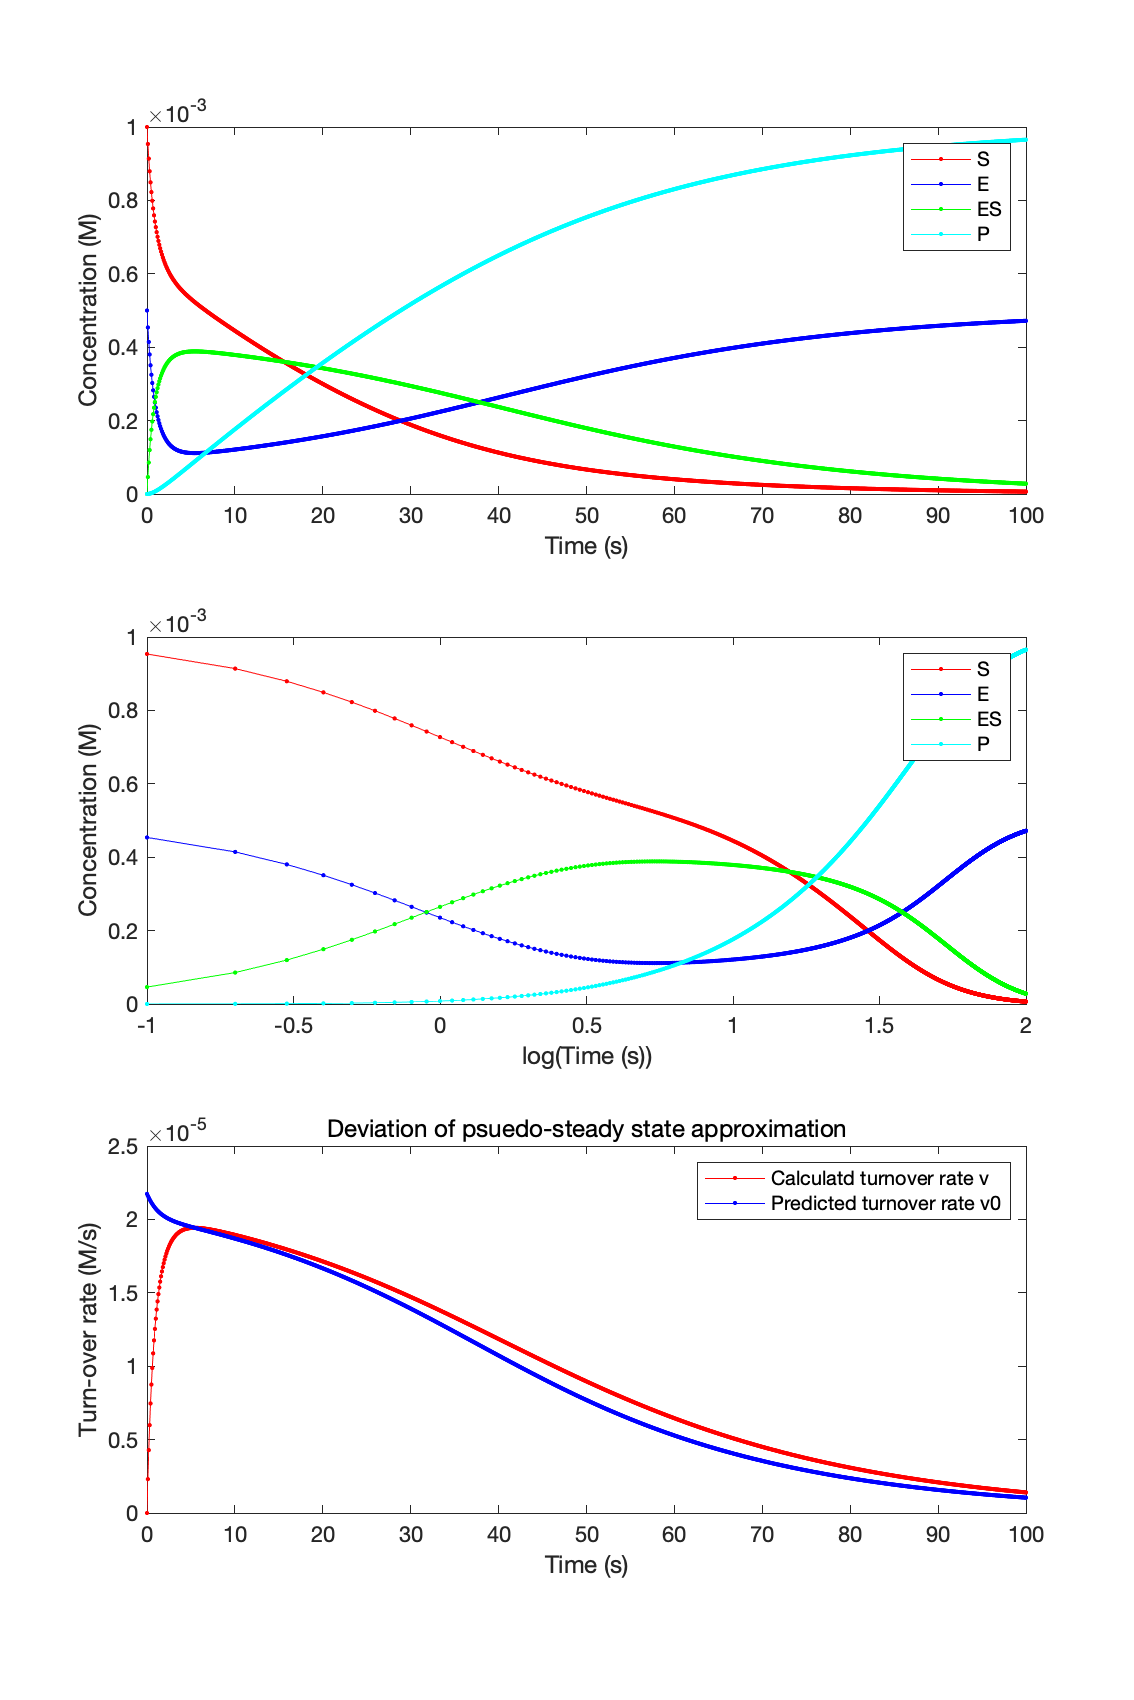 ×10-3
1
0.8
0.6
0.4
0.2
0
Concentration (M)
S
E
ES
P
0 10 20 30 40 50 60 70 80 90 100
Time (s)
×10-3
1
0.8
0.6
0.4
0.2
0
Concentration (M)
S
E
ES
P
-1 -0.5 0 0.5 1 1.5 2
log(Time (s))
Deviation of psuedo-steady state approximation
×10-5
2.5
2
1.5
1
0.5
0
Turn-over rate (M/s)
Calculatd turnover rate v
Predicted turnover rate v0
0 10 20 30 40 50 60 70 80 90 100
Time (s)